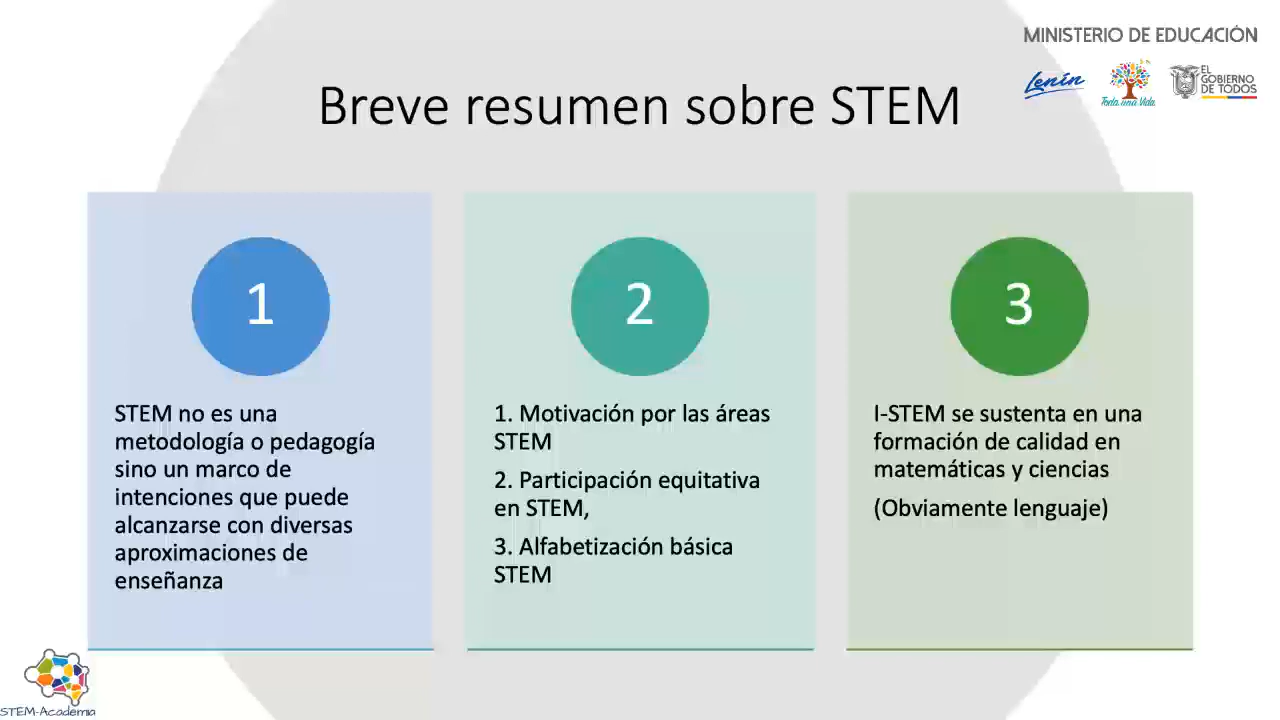 MINISTERIO DE EDUCACIÓN
Lenín
Toda una Vida
EL
GOBIERNO
DE TODOS
Breve resumen sobre STEM
1
STEM no es una
metodología o pedagogía
sino un marco de
intenciones que puede
alcanzarse con diversas
aproximaciones de
enseñanza
2
1. Motivación por las áreas
STEM
2. Participación equitativa
en STEM,
3. Alfabetización básica
STEM
3
I-STEM se sustenta en una
formación de calidad en
matemáticas y ciencias
(Obviamente lenguaje)
STEM-Academia